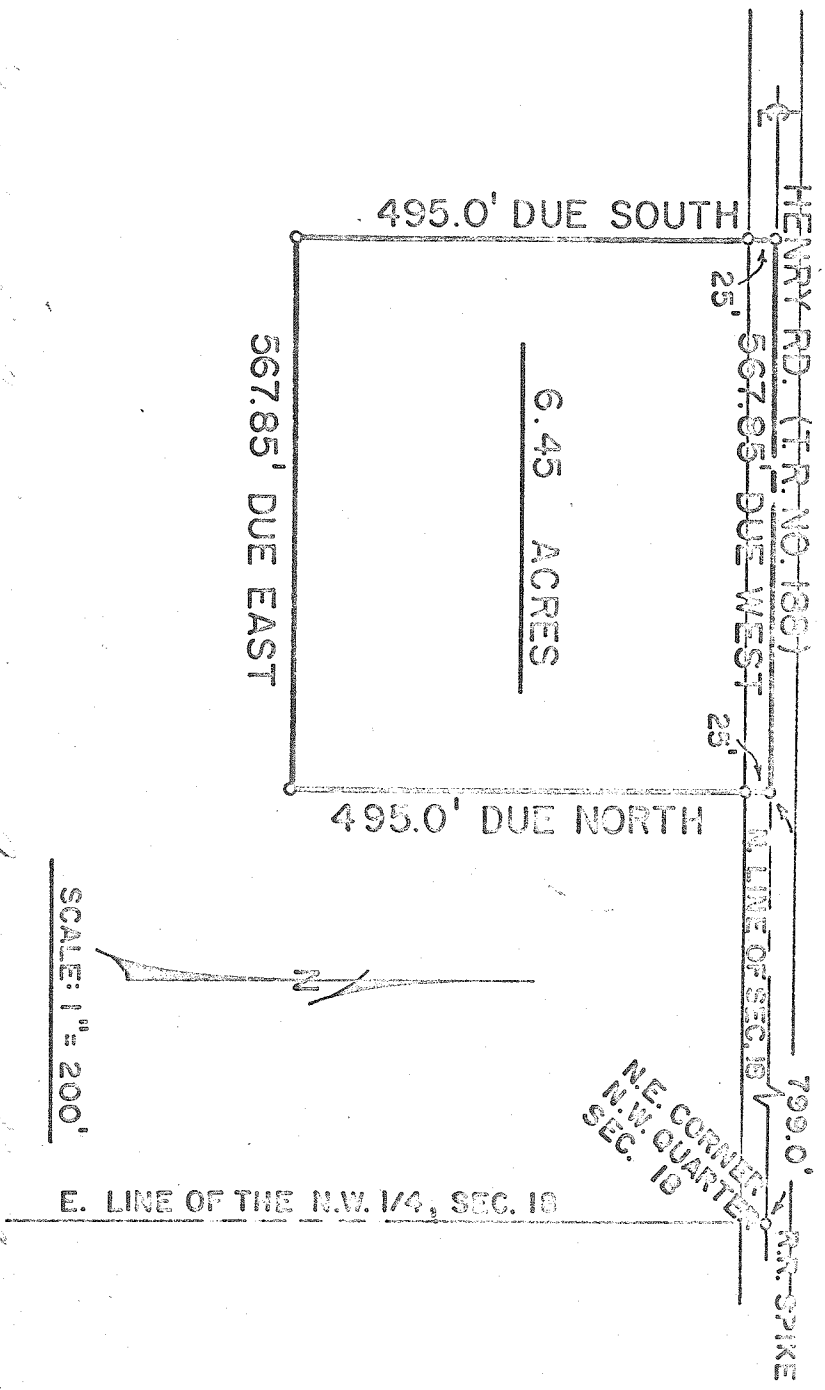 ℄
HENRY RD. (T.R. NO. 188)
799.0'
R.R. SPIKE
N. LINE OF SEC. 18
567.85' DUE WEST
25'
25'
495.0' DUE SOUTH
6.45 ACRES
495.0' DUE NORTH
567.85' DUE EAST
N.E. CORNER
N.W. QUARTER
SEC. 18
E. LINE OF THE N.W. 1/4, SEC. 18
N
SCALE: 1" = 200'